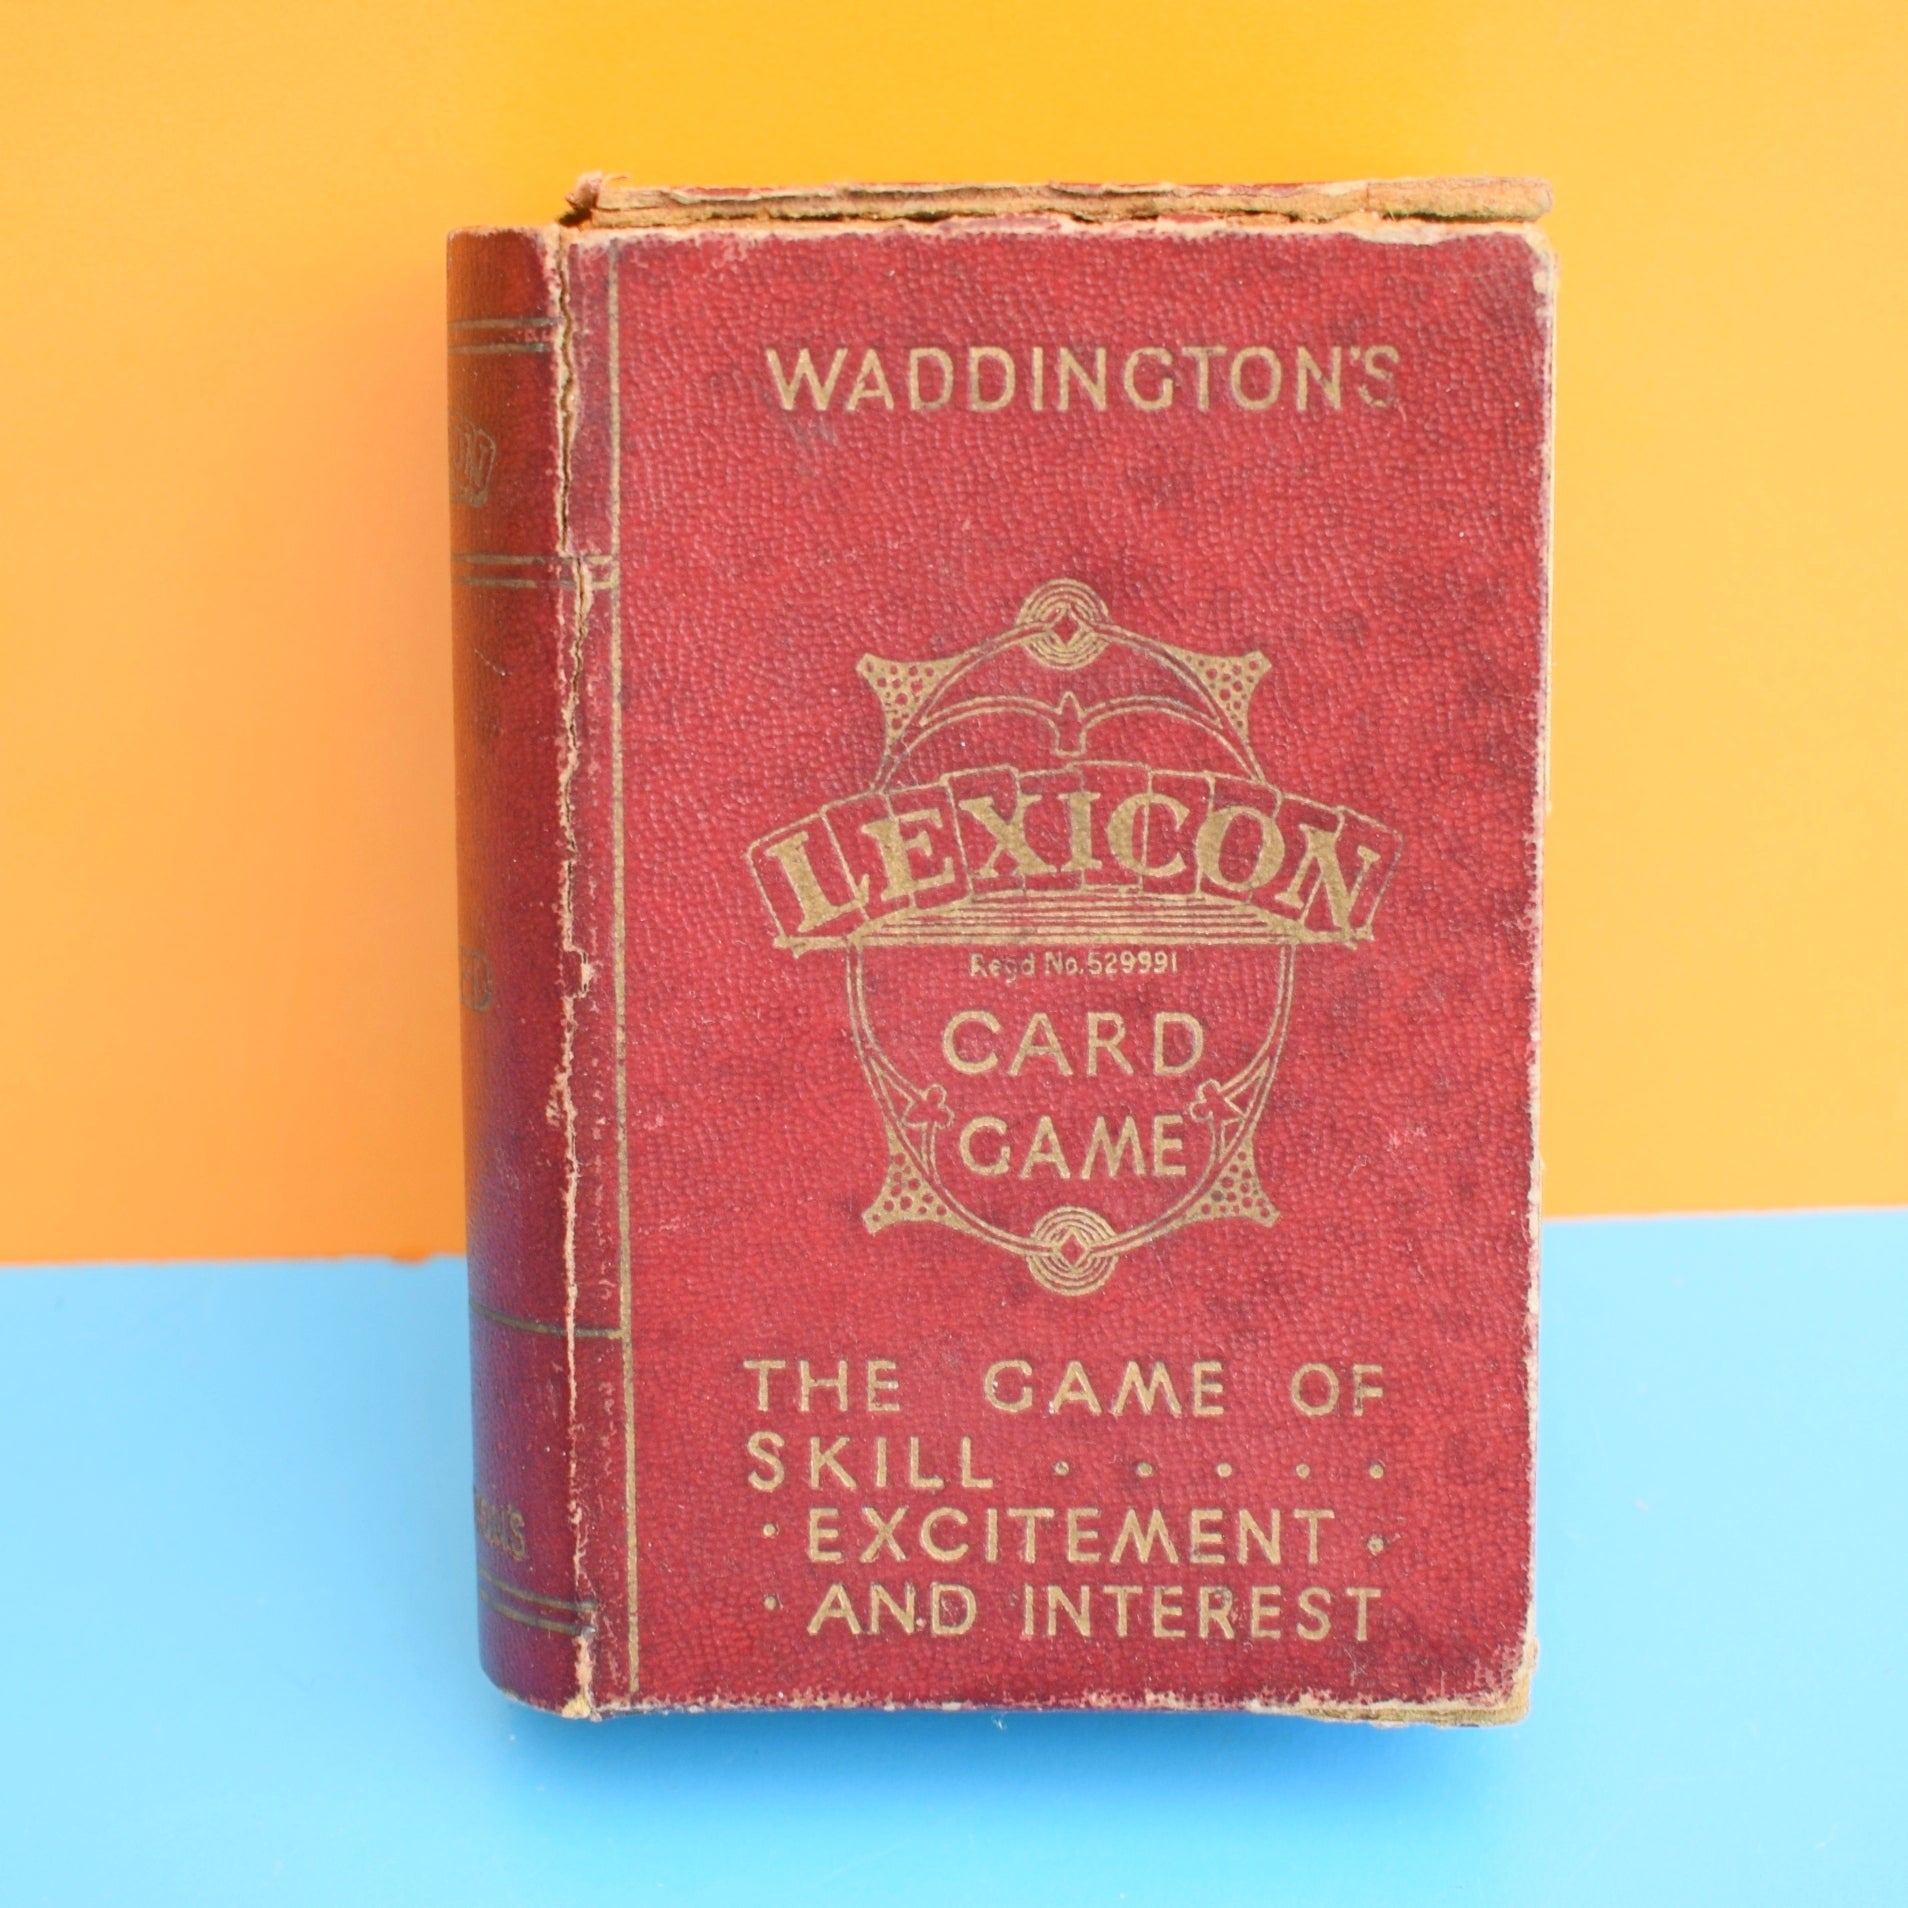 WADDINGTON'S
LEXICON
Regd No. 529991
CARD
GAME
THE GAME OF
SKILL . . . . .
· EXCITEMENT ·
· AND INTEREST